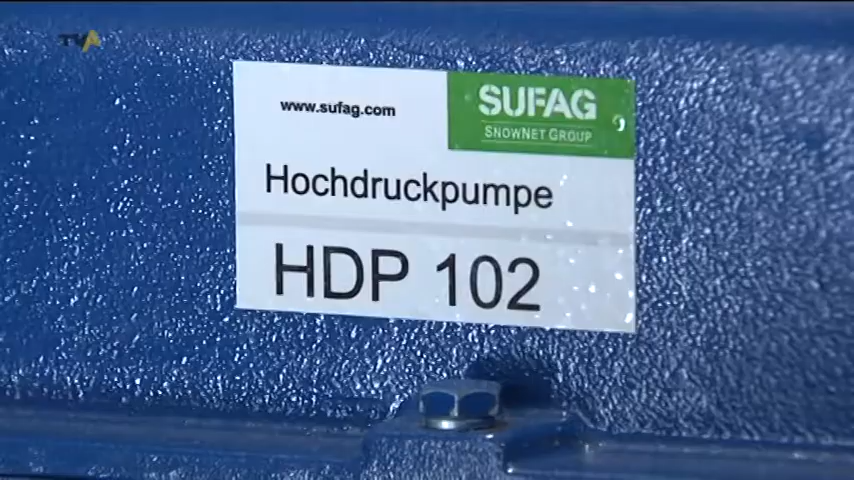 TVA
www.sufag.com
SUFAG
SNOWNET GROUP
Hochdruckpumpe
HDP 102